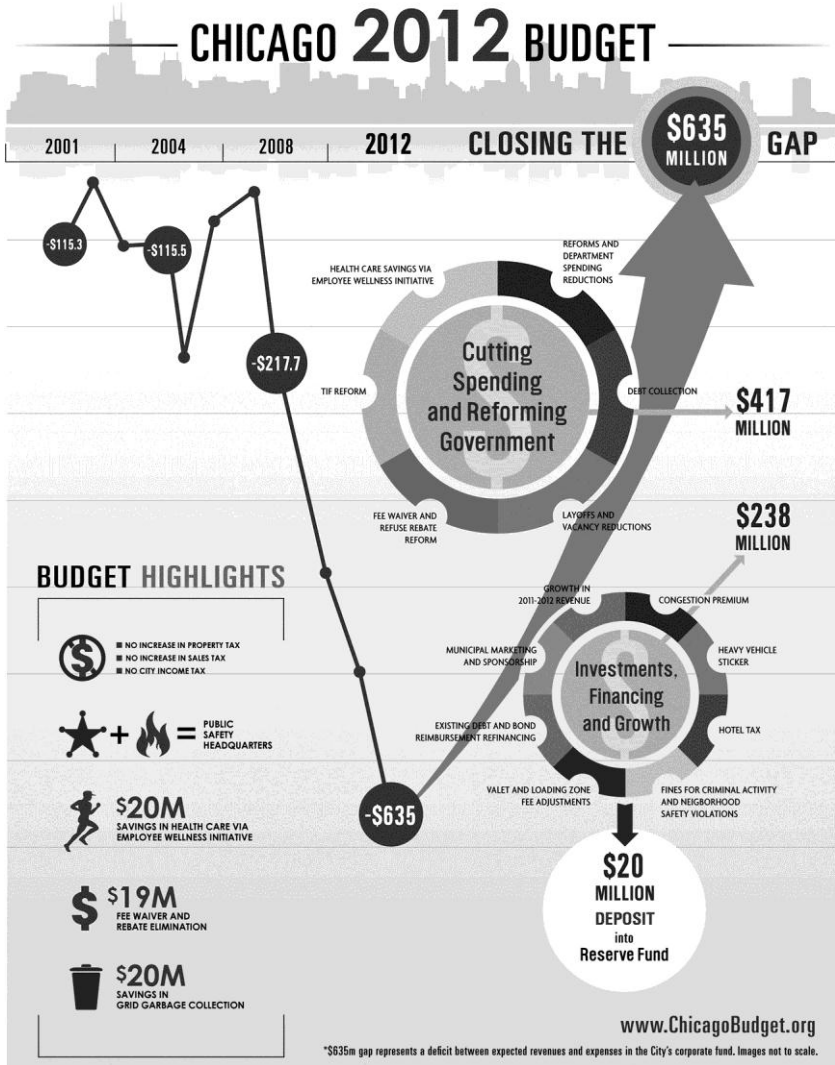 CHICAGO 2012 BUDGET
2001 2004 2008 2012 CLOSING THE $635 MILLION GAP
-$115.3
-$115.5
-$217.7
-$635
HEALTH CARE SAVINGS VIA
EMPLOYEE WELLNESS INITIATIVE
REFORMS AND
DEPARTMENT
SPENDING
REDUCTIONS
TIF REFORM
Cutting
Spending
and Reforming
Government
DEBT COLLECTION
$417
MILLION
FEE WAIVER AND
REFUSE REBATE
REFORM
LAYOFFS AND
VACANCY REDUCTIONS
$238
MILLION
GROWTH IN
2011-2012 REVENUE
CONGESTION PREMIUM
MUNICIPAL MARKETING
AND SPONSORSHIP
HEAVY VEHICLE
STICKER
Investments,
Financing
and Growth
EXISTING DEBT AND BOND
REIMBURSEMENT REFINANCING
HOTEL TAX
VALET AND LOADING ZONE
FEE ADJUSTMENTS
FINES FOR CRIMINAL ACTIVITY
AND NEIGBORHOOD
SAFETY VIOLATIONS
$20
MILLION
DEPOSIT
into
Reserve Fund
BUDGET HIGHLIGHTS
NO INCREASE IN PROPERTY TAX
NO INCREASE IN SALES TAX
NO CITY INCOME TAX
+ =
PUBLIC
SAFETY
HEADQUARTERS
$20M
SAVINGS IN HEALTH CARE VIA
EMPLOYEE WELLNESS INITIATIVE
$19M
FEE WAIVER AND
REBATE ELIMINATION
$20M
SAVINGS IN
GRID GARBAGE COLLECTION
www.ChicagoBudget.org
*$635m gap represents a deficit between expected revenues and expenses in the City's corporate fund. Images not to scale.